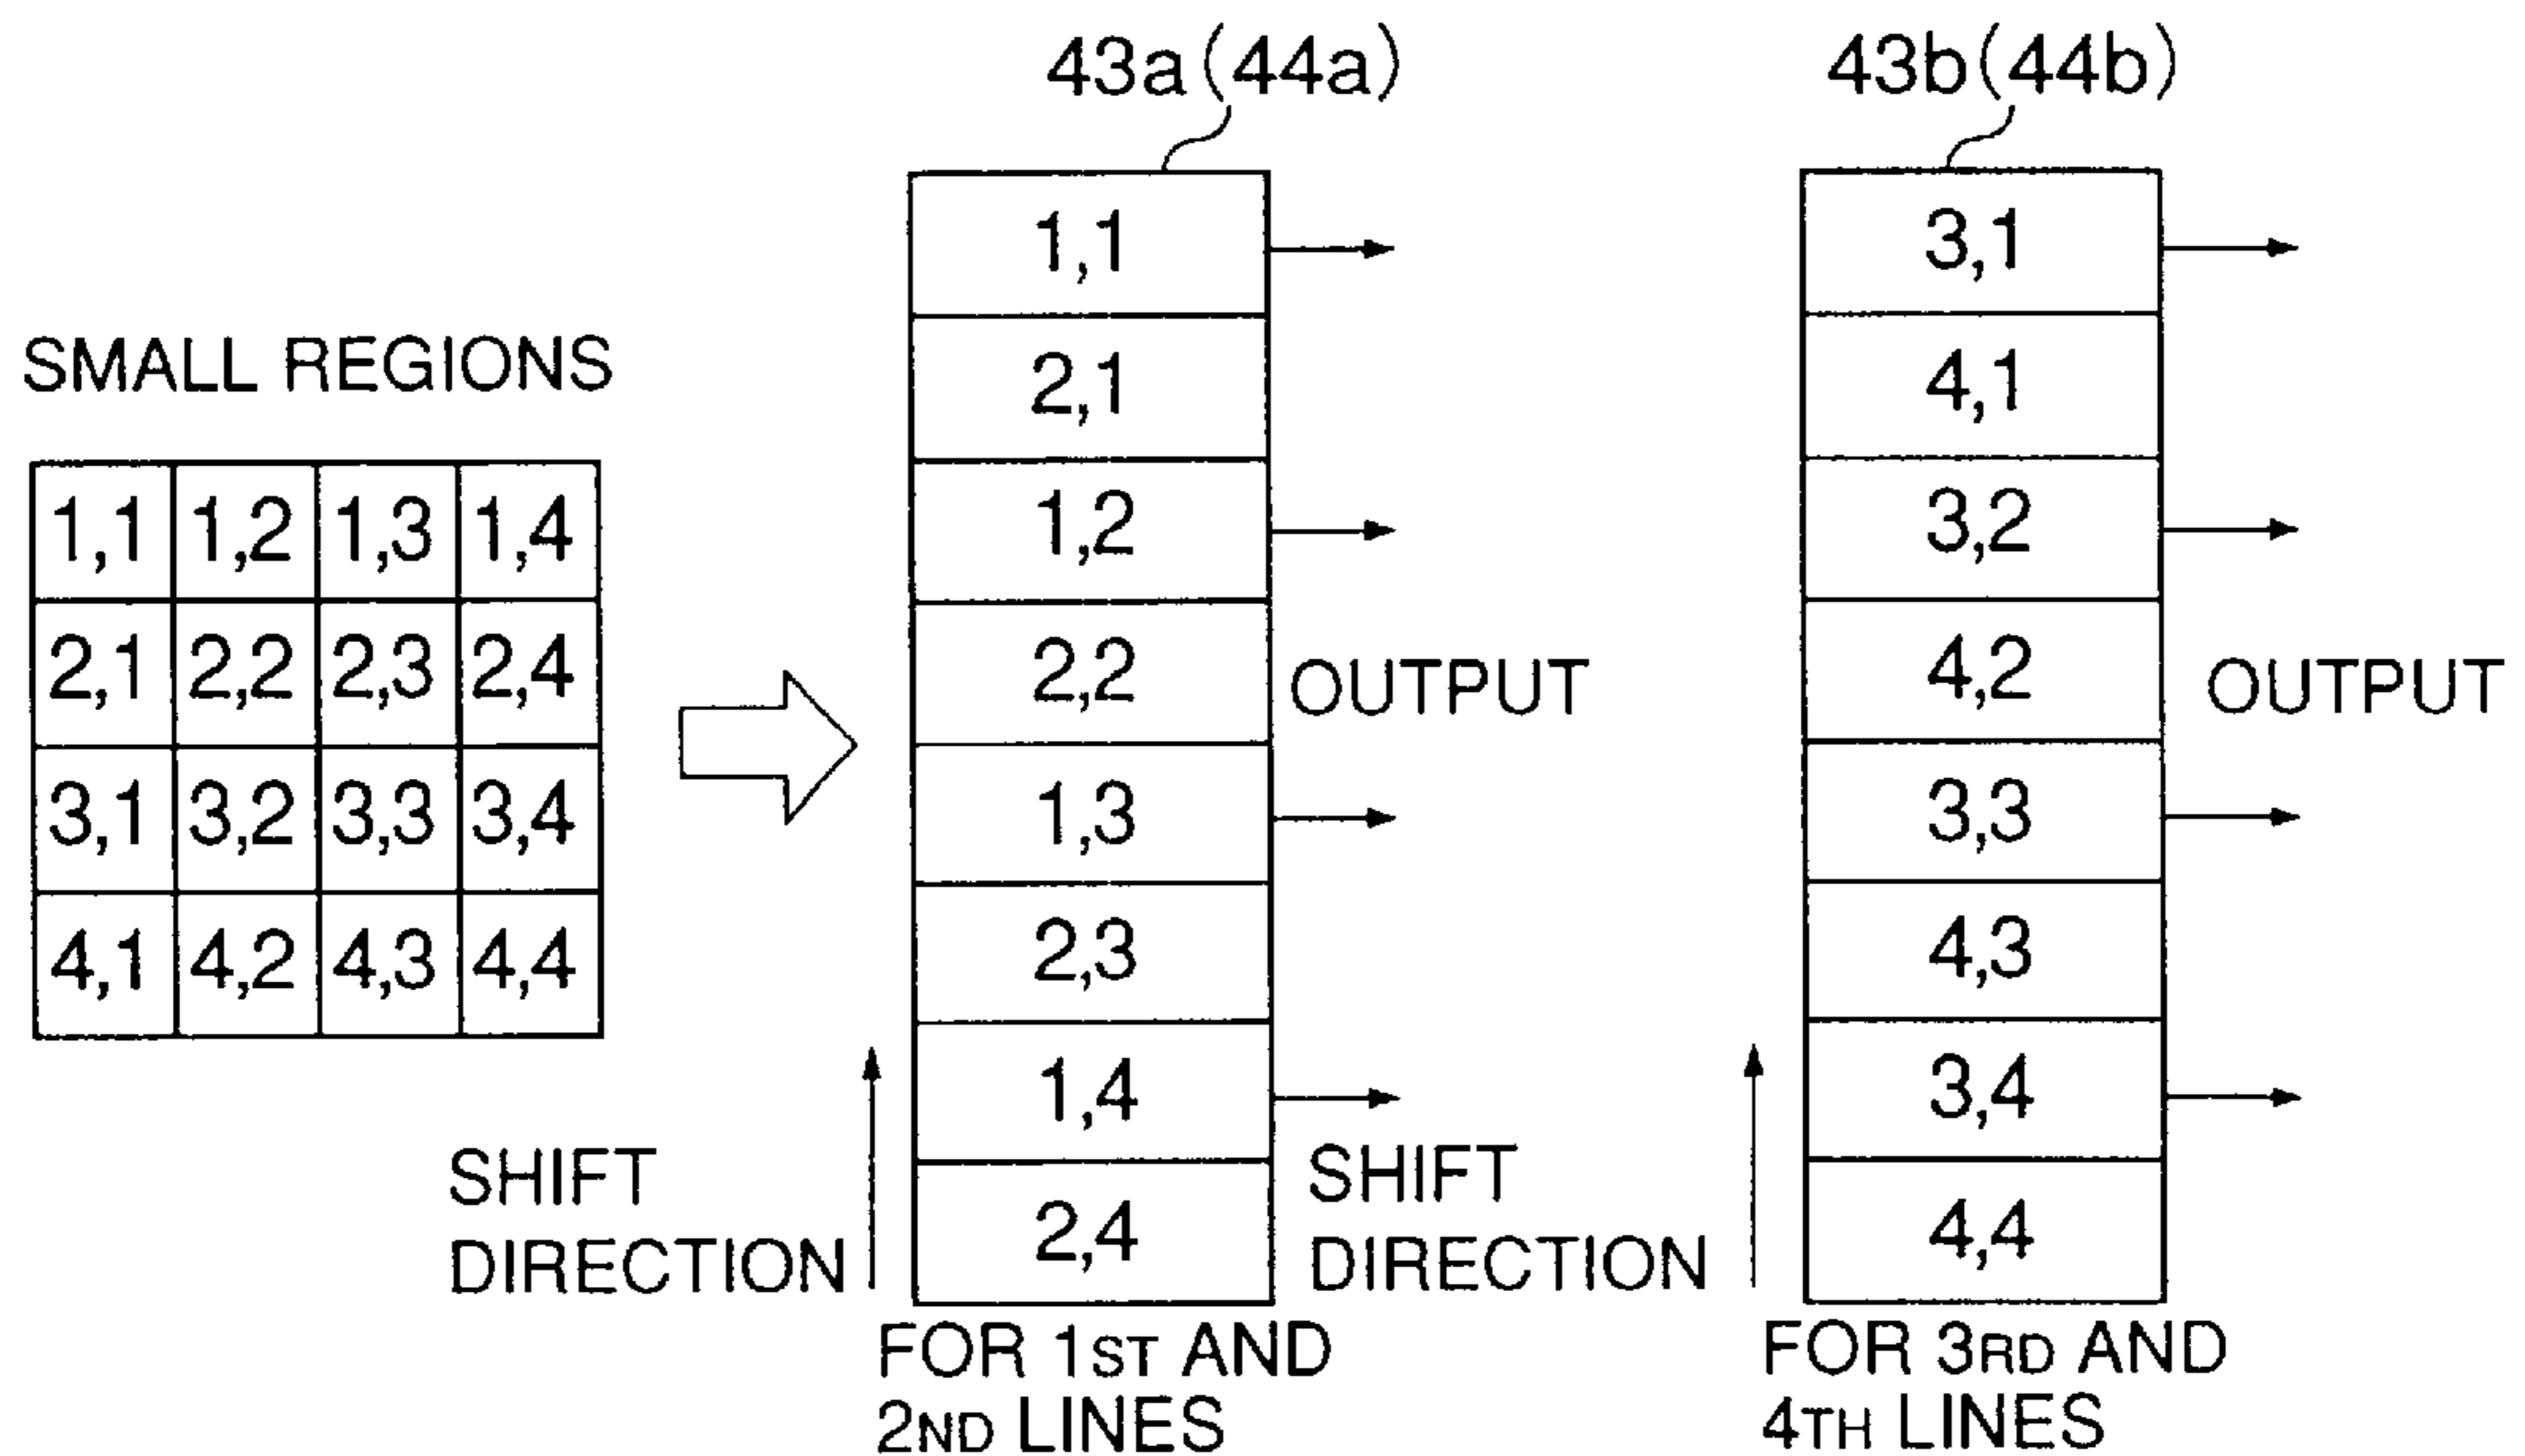 SMALL REGIONS
1,1 1,2 1,3 1,4
2,1 2,2 2,3 2,4
3,1 3,2 3,3 3,4
4,1 4,2 4,3 4,4
43a(44a)
1,1
2,1
1,2
2,2
1,3
2,3
1,4
2,4
OUTPUT
SHIFT
DIRECTION
FOR 1ST AND
2ND LINES
43b(44b)
3,1
4,1
3,2
4,2
3,3
4,3
3,4
4,4
OUTPUT
SHIFT
DIRECTION
FOR 3RD AND
4TH LINES